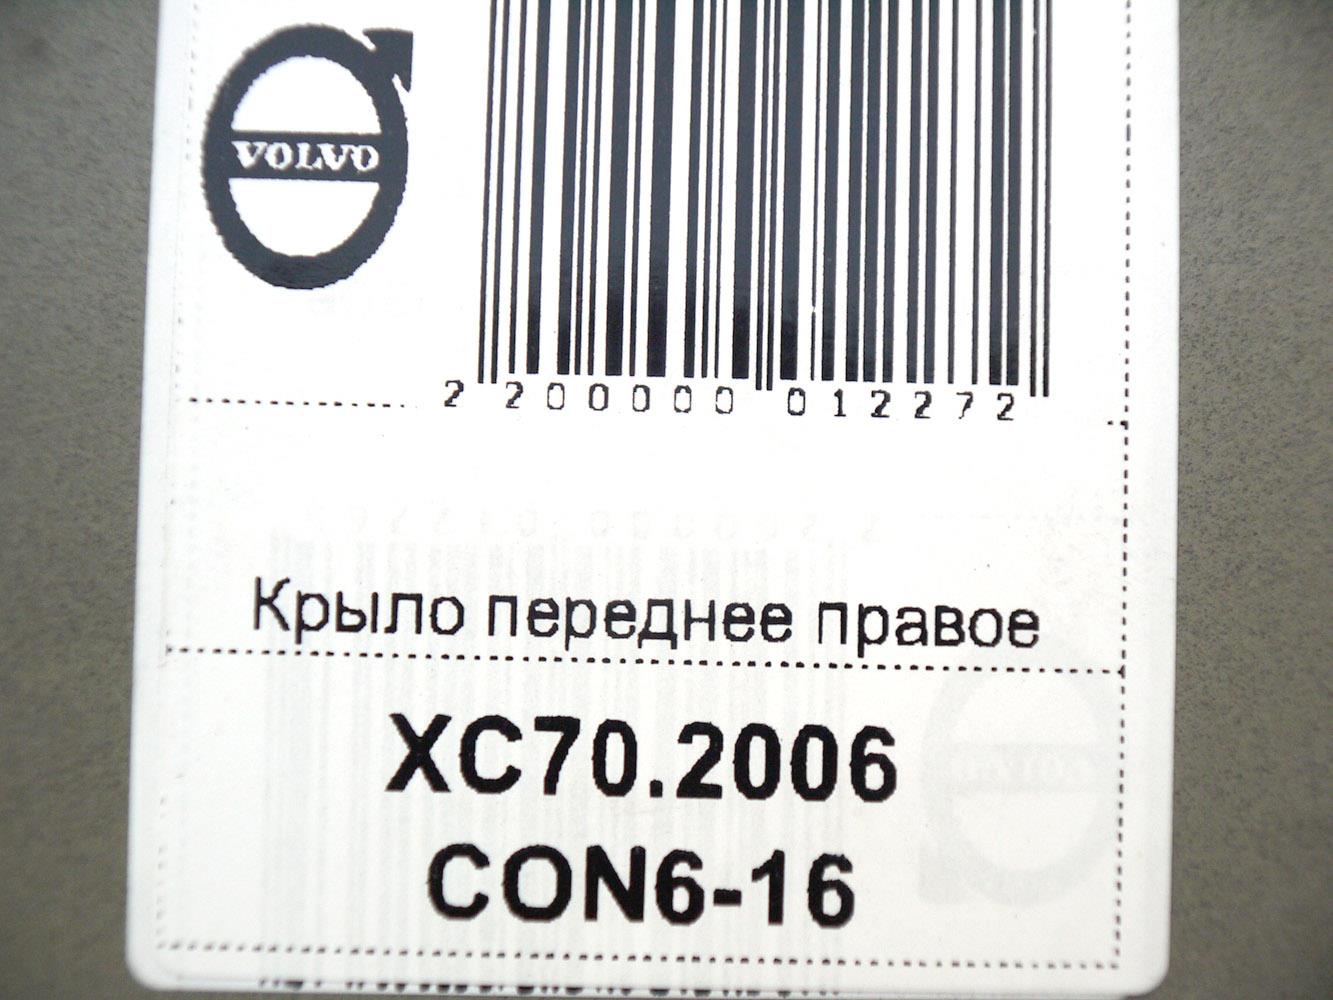 VOLVO
2 200000 012272
Крыло переднее правое
XC70.2006
CON6-16